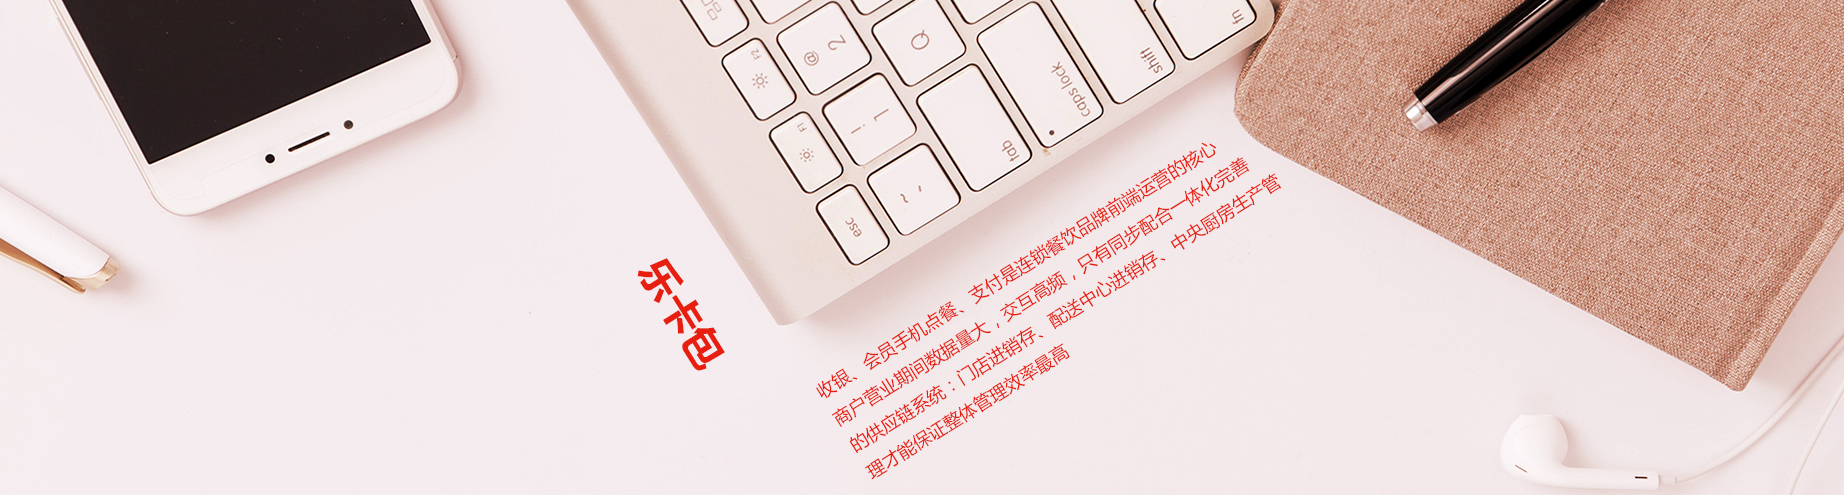 乐卡包
收银、会员手机点餐、支付是连锁餐饮品牌前端运营的核心
商户营业期间数据量大，交互高频，只有同步配合一体化完善
的供应链系统：门店进销存、配送中心进销存、中央厨房生产管
理才能保证整体管理效率最高
fn
shift
caps lock
tab
Q
2
@
1
!
~
esc
F1
F2